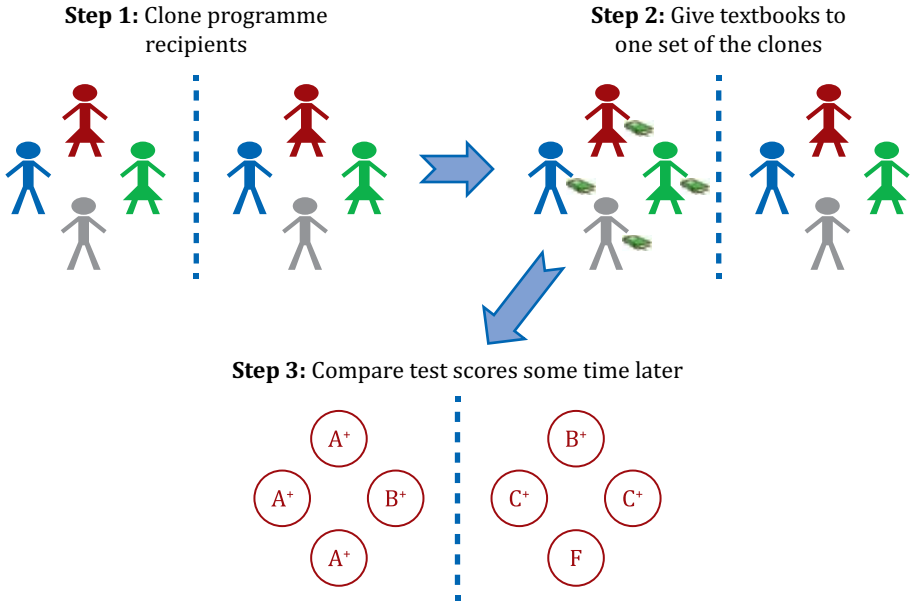 Step 1: Clone programme
recipients
Step 2: Give textbooks to
one set of the clones
Step 3: Compare test scores some time later
A⁺
B⁺
A⁺
B⁺
C⁺
C⁺
A⁺
F